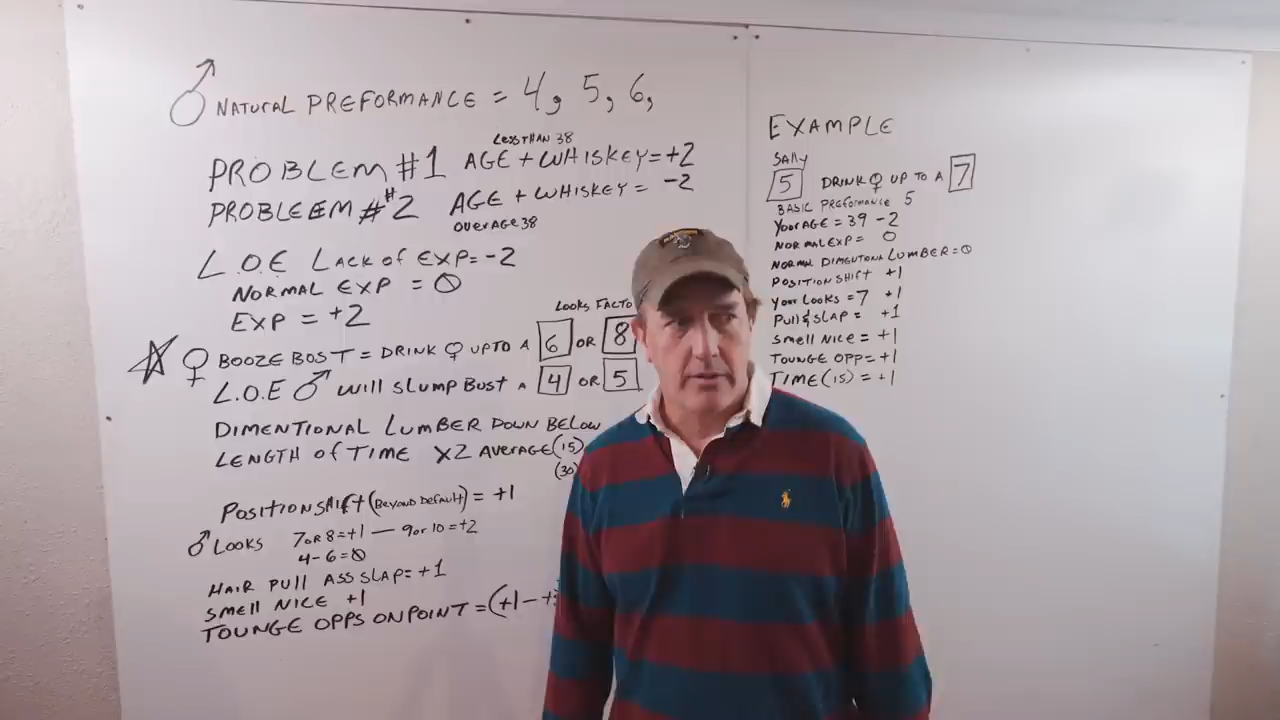 ♂ NATURAL PREFORMANCE = 4, 5, 6,
LESS THAN 38
PROBLEM #1 AGE + WHISKEY = +2
PROBLEEM #2 AGE + WHISKEY = -2
OVER AGE 38
L.O.E LACK OF EXP = -2
NORMAL EXP = 0
EXP = +2
LOOKS FACTO
♀ BOOZE BOST = DRINK ♀ UP TO A 6 OR 8
L.O.E ♂ WILL SLUMP BUST A 4 OR 5
DIMENTIONAL LUMBER DOWN BELOW
LENGTH OF TIME X2 AVERAGE (15)
(30)
POSITION SHIFT (BEYOND DEFAULT) = +1
♂ LOOKS 7 OR 8 = +1 — 9 OR 10 = +2
4-6 = 0
HAIR PULL ASS SLAP = +1
SMELL NICE +1
TOUNGE OPPS ON POINT = (+1 - +
EXAMPLE
SALLY
5 DRINK ♀ UP TO A 7
BASIC PREFORMANCE 5
YOUR AGE = 39 -2
NORMAL EXP = 0
NORMAL DIMENTIONAL LUMBER = 0
POSITION SHIFT +1
YOUR LOOKS = 7 +1
PULL & SLAP = +1
SMELL NICE = +1
TOUNGE OPP = +1
TIME (15) = +1